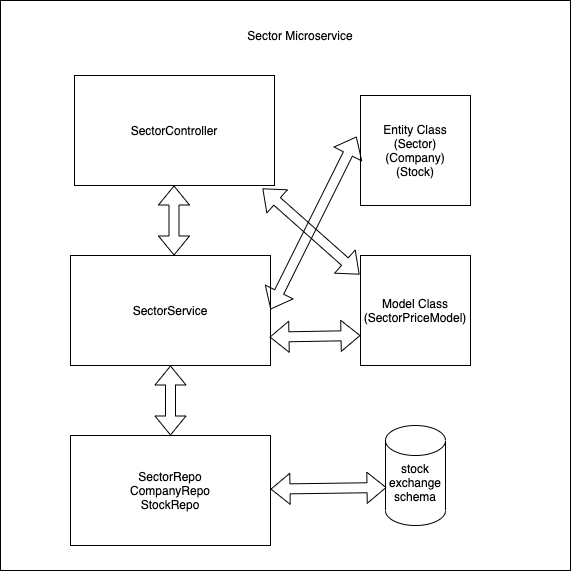 Sector Microservice
SectorController
Entity Class
(Sector)
(Company)
(Stock)
SectorService
Model Class
(SectorPriceModel)
SectorRepo
CompanyRepo
StockRepo
stock
exchange
schema